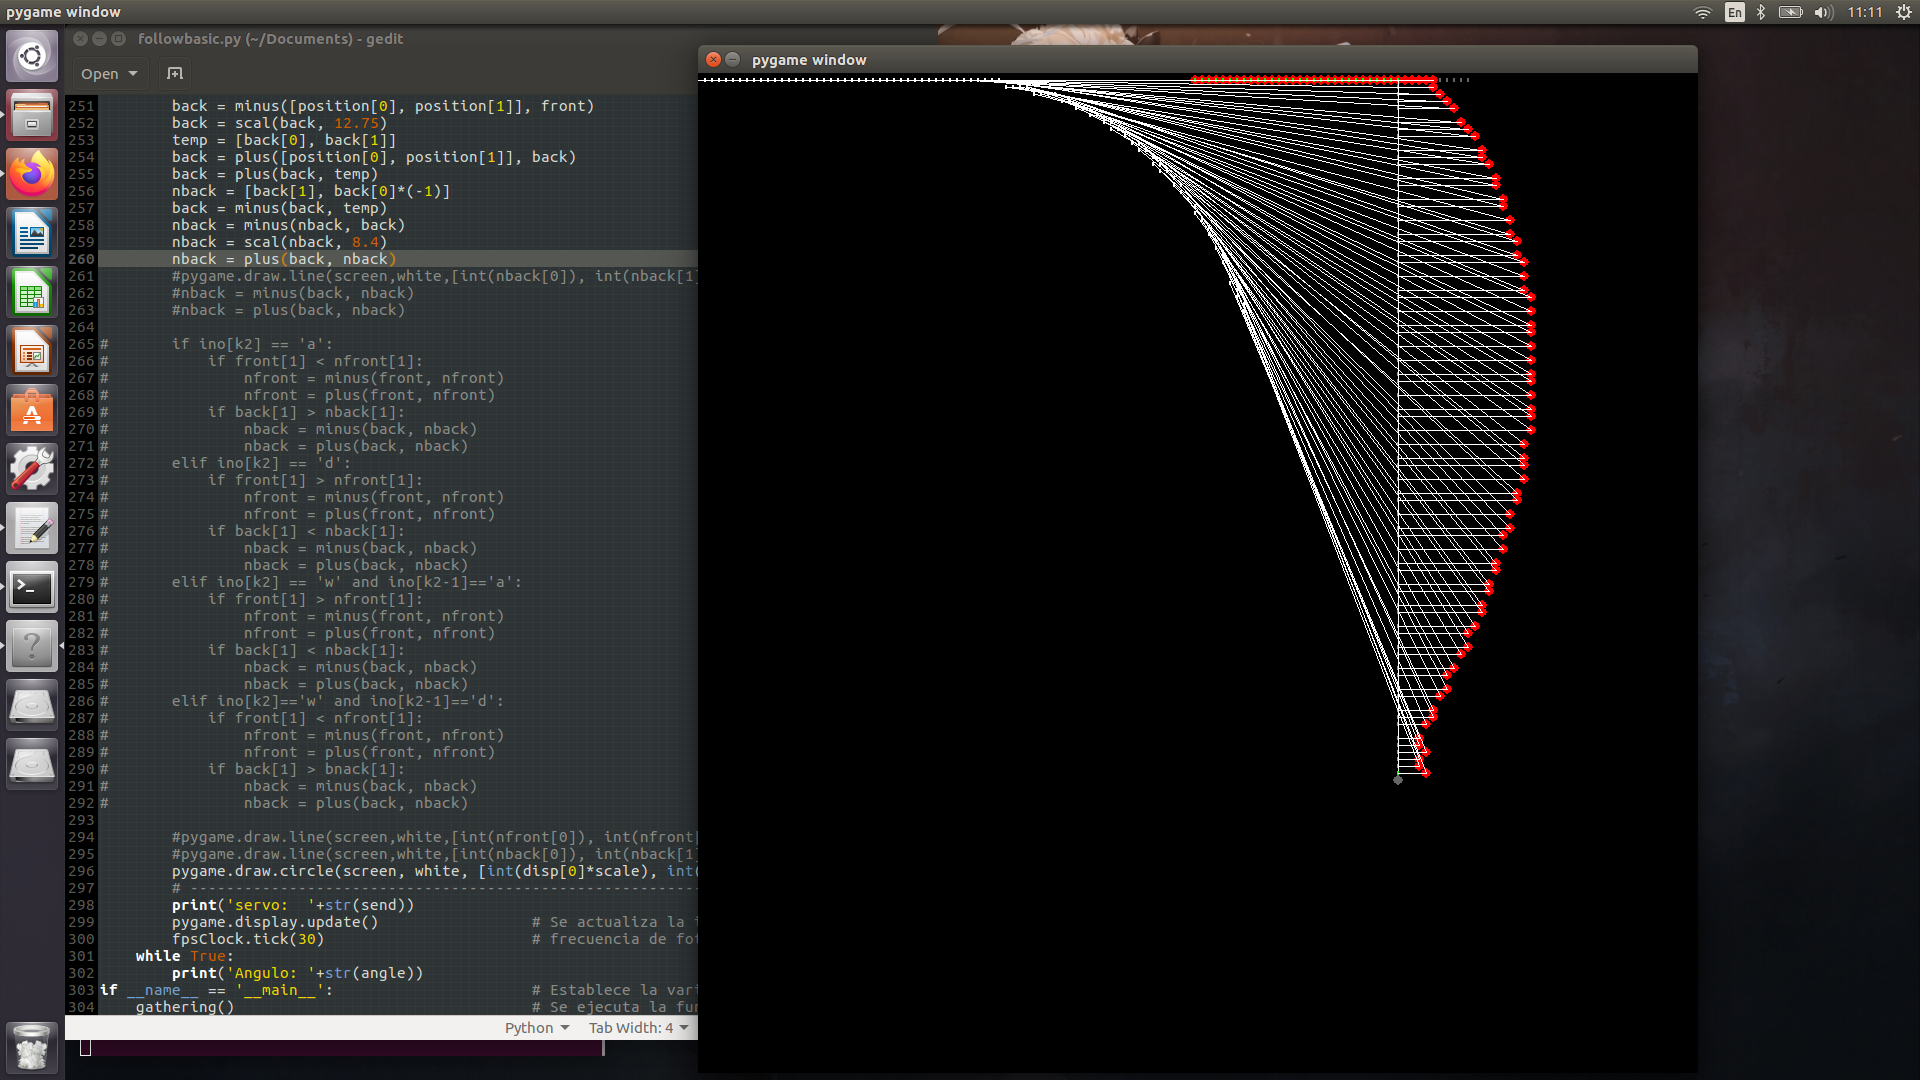 pygame window
En
11:11
followbasic.py (~/Documents) - gedit
Open
pygame window
251 back = minus([position[0], position[1]], front)
252 back = scal(back, 12.75)
253 temp = [back[0], back[1]]
254 back = plus([position[0], position[1]], back)
255 back = plus(back, temp)
256 nback = [back[1], back[0]*(-1)]
257 back = minus(back, temp)
258 nback = minus(nback, back)
259 nback = scal(nback, 8.4)
260 nback = plus(back, nback)
261 #pygame.draw.line(screen,white,[int(nback[0]), int(nback[1]
262 #nback = minus(back, nback)
263 #nback = plus(back, nback)
264
265 # if ino[k2] == 'a':
266 # if front[1] < nfront[1]:
267 # nfront = minus(front, nfront)
268 # nfront = plus(front, nfront)
269 # if back[1] > nback[1]:
270 # nback = minus(back, nback)
271 # nback = plus(back, nback)
272 # elif ino[k2] == 'd':
273 # if front[1] > nfront[1]:
274 # nfront = minus(front, nfront)
275 # nfront = plus(front, nfront)
276 # if back[1] < nback[1]:
277 # nback = minus(back, nback)
278 # nback = plus(back, nback)
279 # elif ino[k2] == 'w' and ino[k2-1]=='a':
280 # if front[1] > nfront[1]:
281 # nfront = minus(front, nfront)
282 # nfront = plus(front, nfront)
283 # if back[1] < nback[1]:
284 # nback = minus(back, nback)
285 # nback = plus(back, nback)
286 # elif ino[k2]=='w' and ino[k2-1]=='d':
287 # if front[1] < nfront[1]:
288 # nfront = minus(front, nfront)
289 # nfront = plus(front, nfront)
290 # if back[1] > bnack[1]:
291 # nback = minus(back, nback)
292 # nback = plus(back, nback)
293
294 #pygame.draw.line(screen,white,[int(nfront[0]), int(nfront[
295 #pygame.draw.line(screen,white,[int(nback[0]), int(nback[1]
296 pygame.draw.circle(screen, white, [int(disp[0]*scale), int(
297 # --------------------------------------------------------
298 print('servo:  '+str(send))
299 pygame.display.update() # Se actualiza la
300 fpsClock.tick(30) # frecuencia de fo
301 while True:
302 print('Angulo: '+str(angle))
303 if __name__ == '__main__': # Establece la var
304 gathering() # Se ejecuta la fu
Python Tab Width: 4